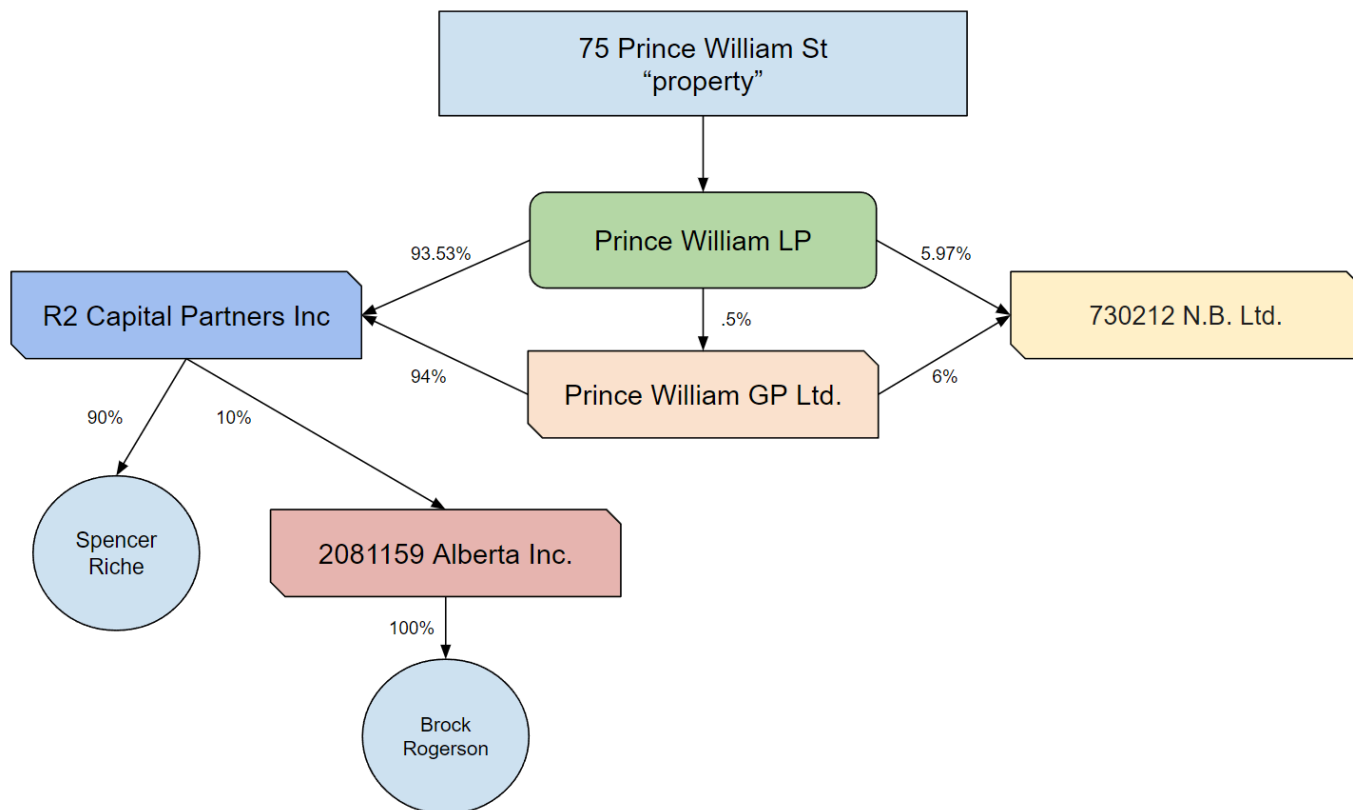 75 Prince William St
“property”
Prince William LP
93.53%
5.97%
R2 Capital Partners Inc
730212 N.B. Ltd.
.5%
94%
Prince William GP Ltd.
6%
90%
10%
Spencer
Riche
2081159 Alberta Inc.
100%
Brock
Rogerson